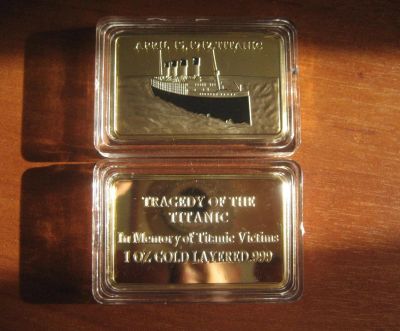 APRIL 15, 1912, TITANIC
TRAGEDY OF THE
TITANIC
In Memory of Titanic Victims
1 OZ GOLD LAYERED .999